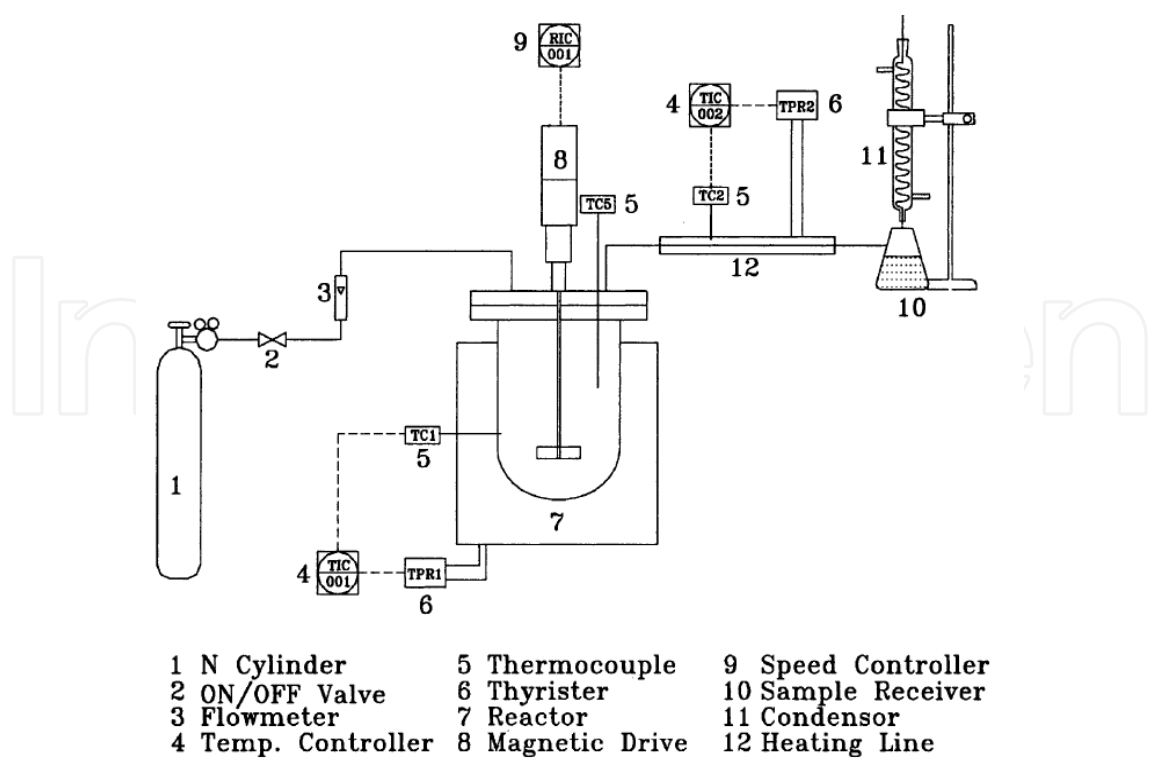 9
RIC
001
4
TIC
002
TPR2
6
8
TC5
5
TC2
5
11
12
10
3
2
1
TC1
5
7
4
TIC
001
TPR1
6
1 N Cylinder
2 ON/OFF Valve
3 Flowmeter
4 Temp. Controller
5 Thermocouple
6 Thyrister
7 Reactor
8 Magnetic Drive
9 Speed Controller
10 Sample Receiver
11 Condensor
12 Heating Line